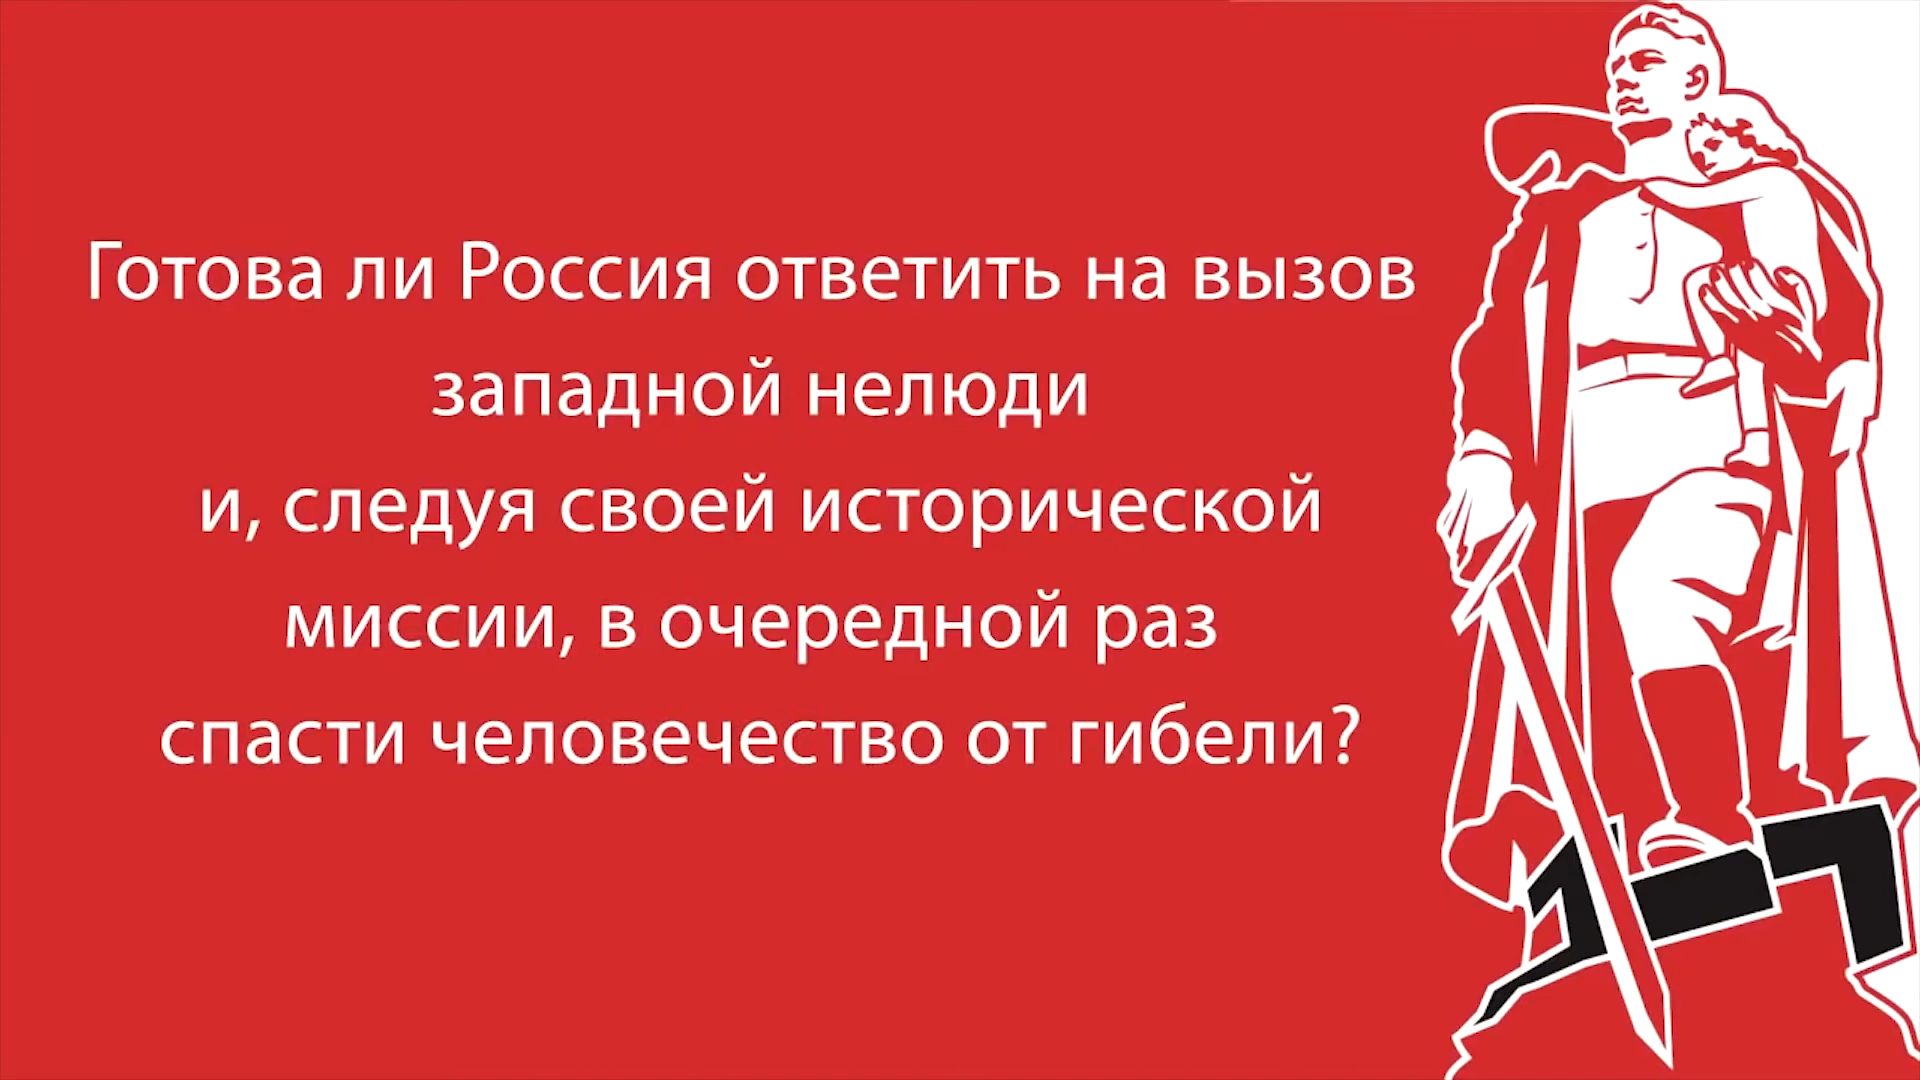 Готова ли Россия ответить на вызов
западной нелюди
и, следуя своей исторической
миссии, в очередной раз
спасти человечество от гибели?